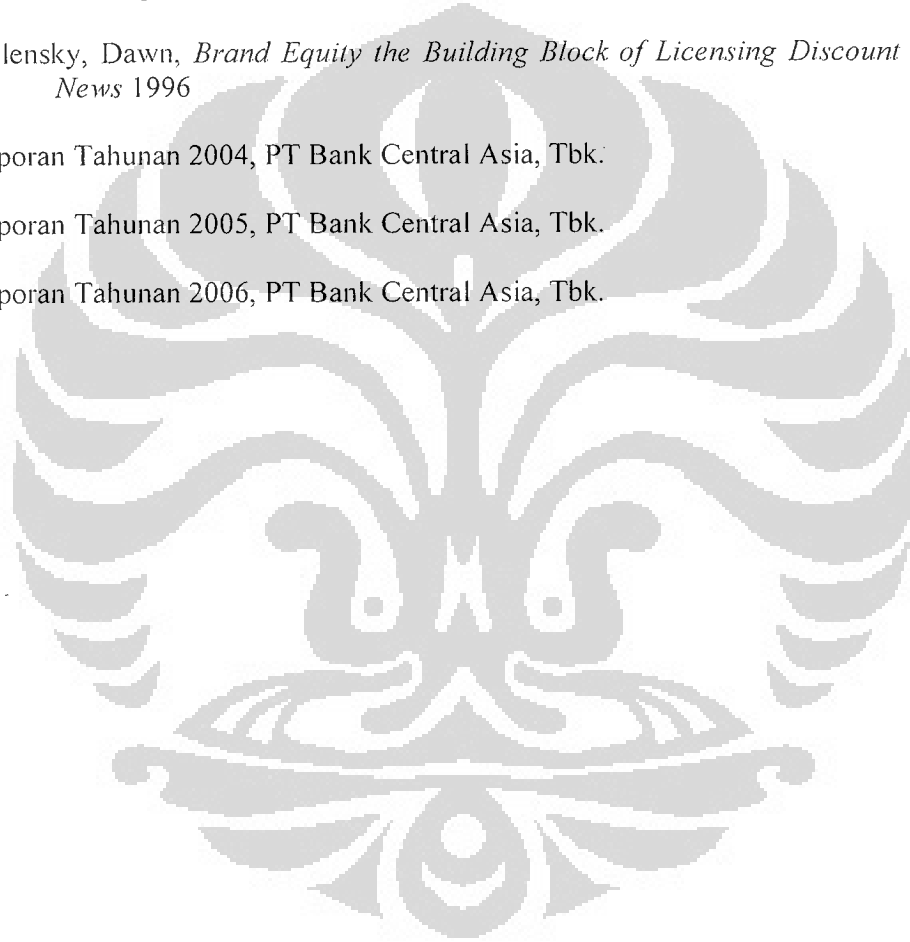 lensky, Dawn, Brand Equity the Building Block of Licensing Discount
News 1996
poran Tahunan 2004, PT Bank Central Asia, Tbk.
poran Tahunan 2005, PT Bank Central Asia, Tbk.
poran Tahunan 2006, PT Bank Central Asia, Tbk.